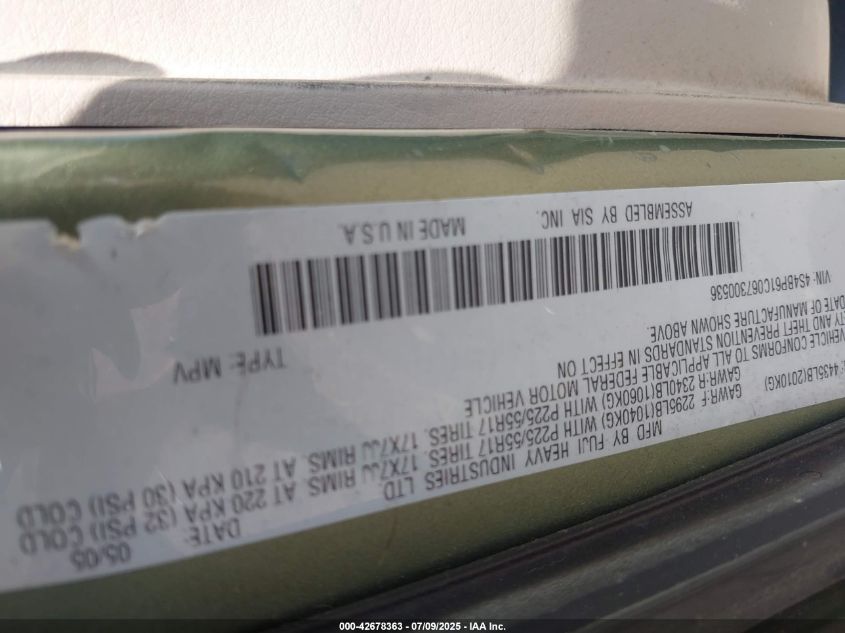 MFD BY FUJI HEAVY INDUSTRIES LTD DATE: 05/05
: 4435LB(2010KG)
GAWR:F 2295LB(1040KG) WITH P225/55R17 TIRES. 17X7JJ RIMS. AT 220 KPA (32 PSI) COLD
GAWR:R 2340LB(1060KG) WITH P225/55R17 TIRES. 17X7JJ RIMS. AT 210 KPA (30 PSI) COLD
VEHICLE CONFORMS TO ALL APPLICABLE FEDERAL MOTOR VEHICLE
AND THEFT PREVENTION STANDARDS IN EFFECT ON
DATE OF MANUFACTURE SHOWN ABOVE.
VIN:4S4BP61C067300536 TYPE: MPV
ASSEMBLED BY SIA INC. MADE IN U.S.A.
000-42678363 | 07/09/2025 - IAA Inc.